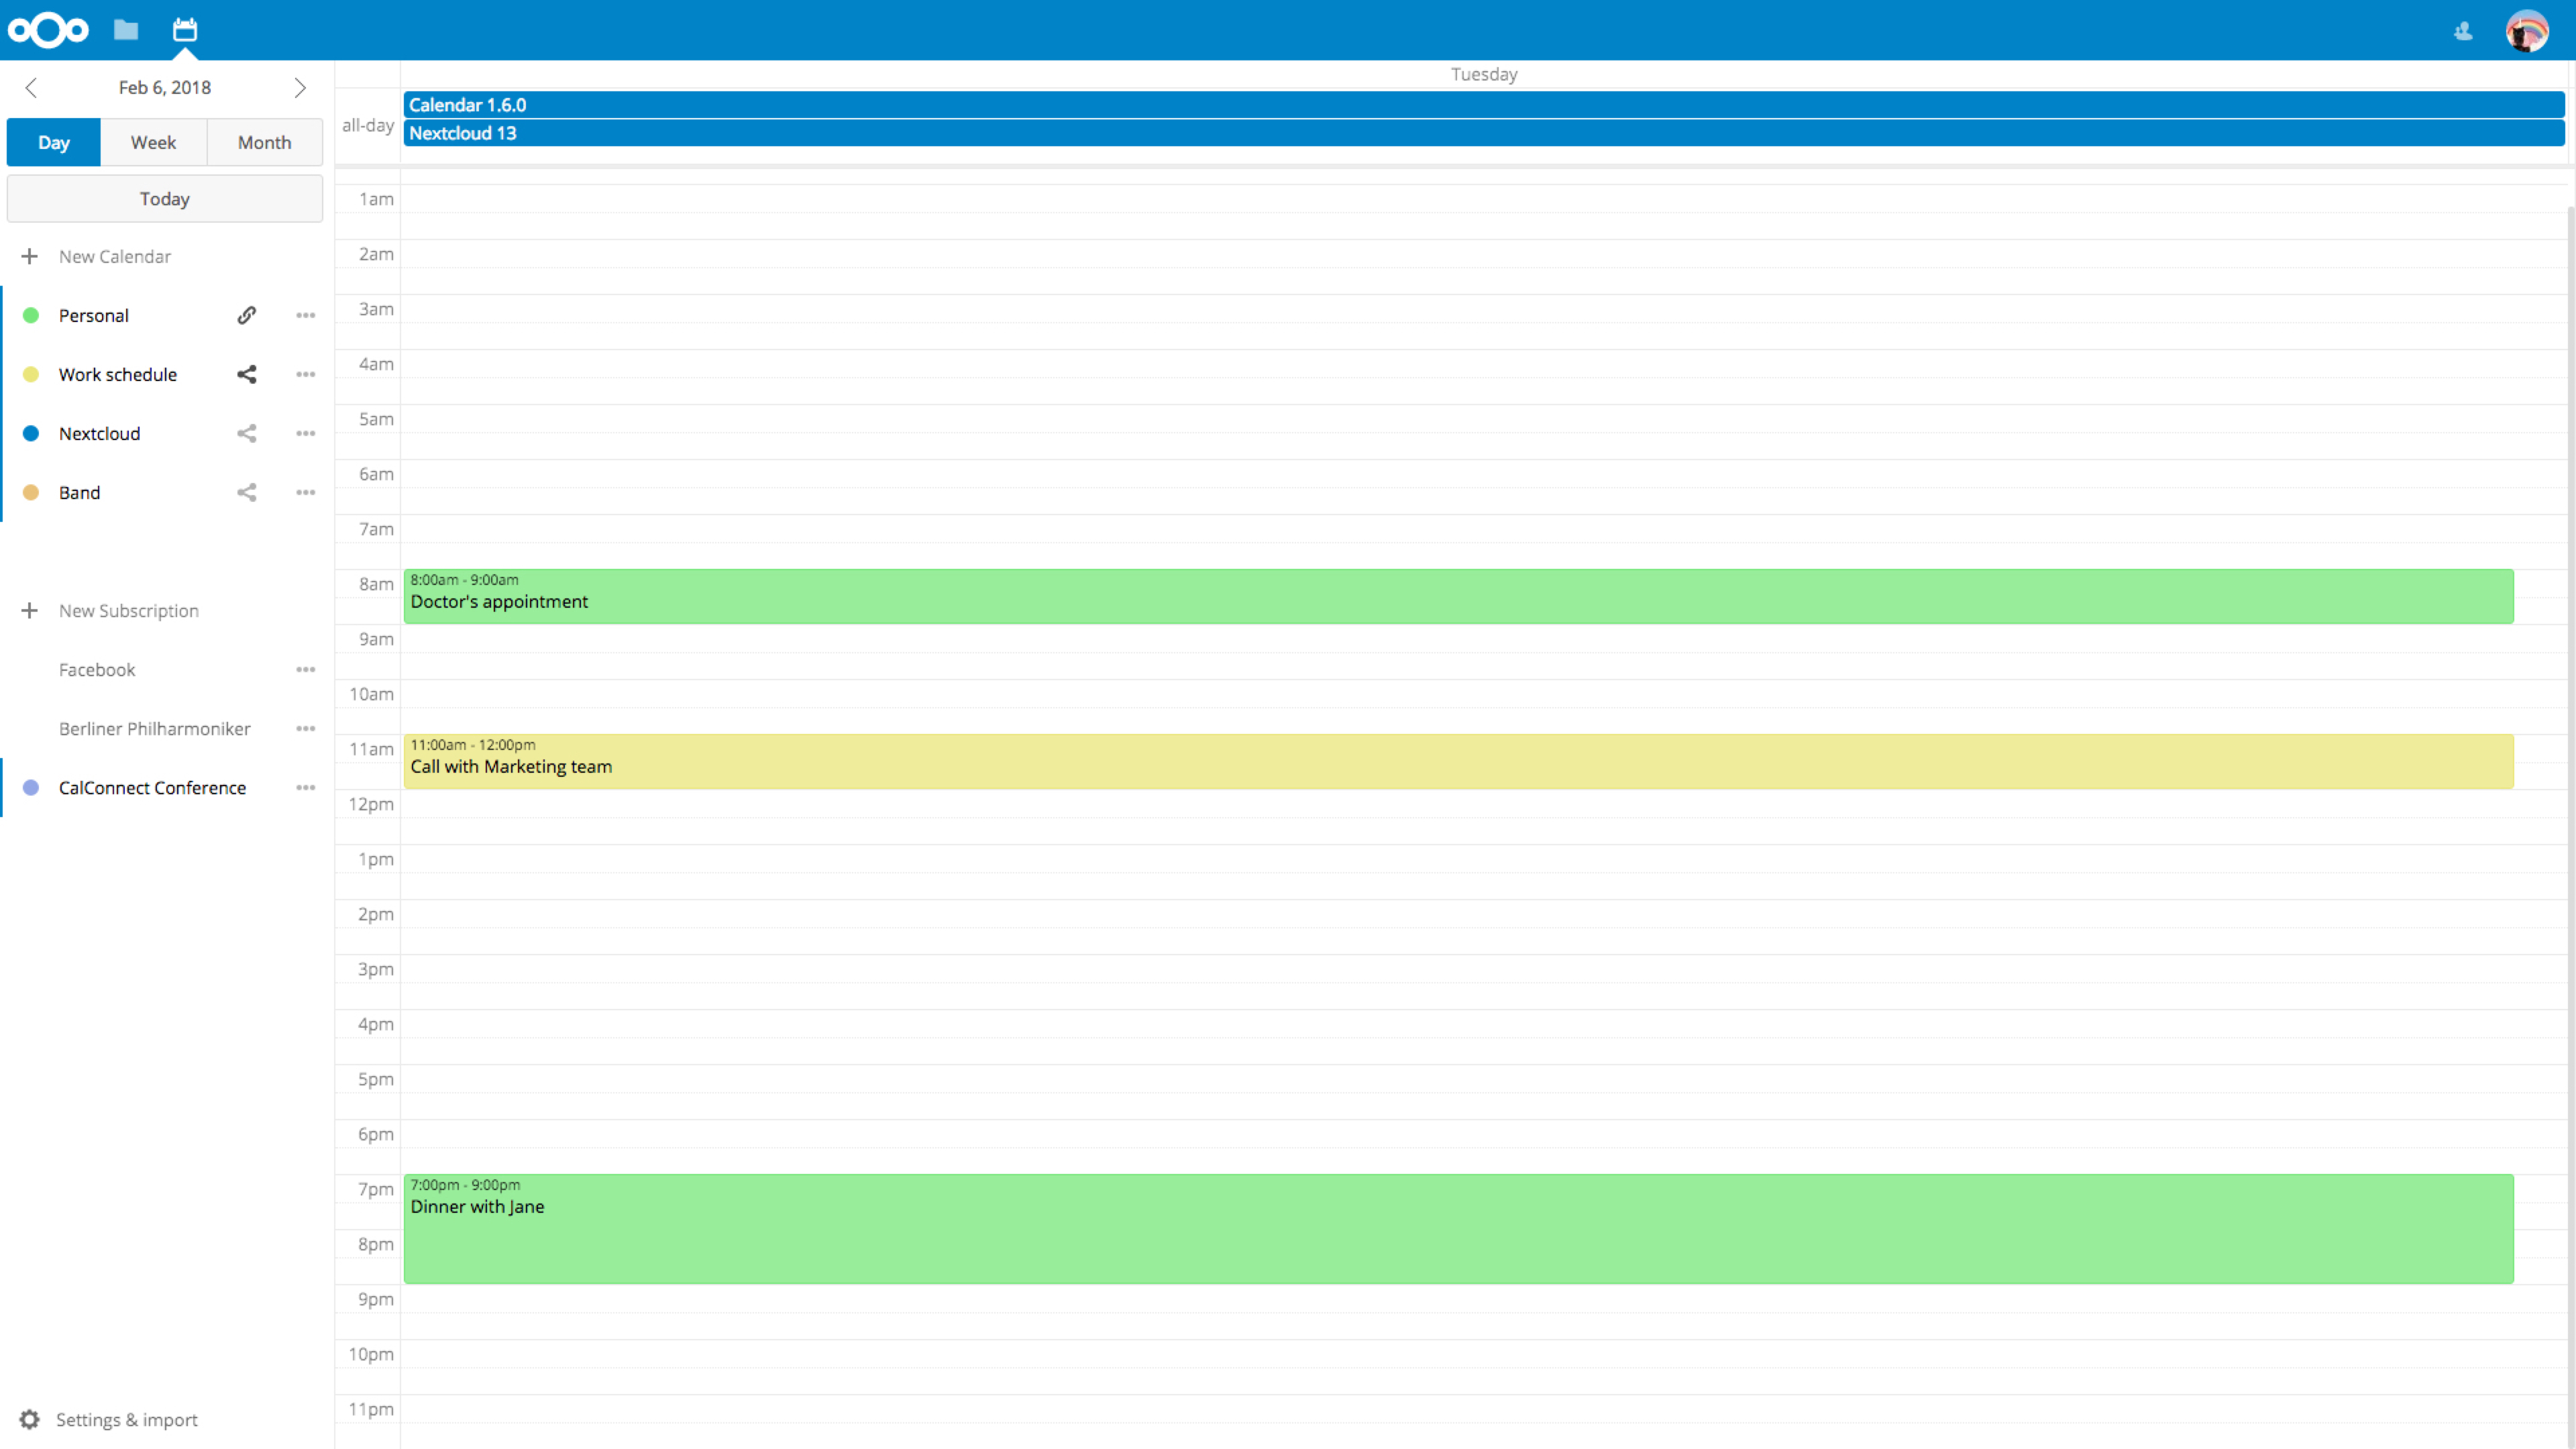 Feb 6, 2018
Day Week Month
Today
New Calendar
Personal
Work schedule
Nextcloud
Band
New Subscription
Facebook
Berliner Philharmoniker
CalConnect Conference
Settings & import
Tuesday
all-day
Calendar 1.6.0
Nextcloud 13
1am
2am
3am
4am
5am
6am
7am
8am
8:00am - 9:00am
Doctor's appointment
9am
10am
11am
11:00am - 12:00pm
Call with Marketing team
12pm
1pm
2pm
3pm
4pm
5pm
6pm
7pm
7:00pm - 9:00pm
Dinner with Jane
8pm
9pm
10pm
11pm